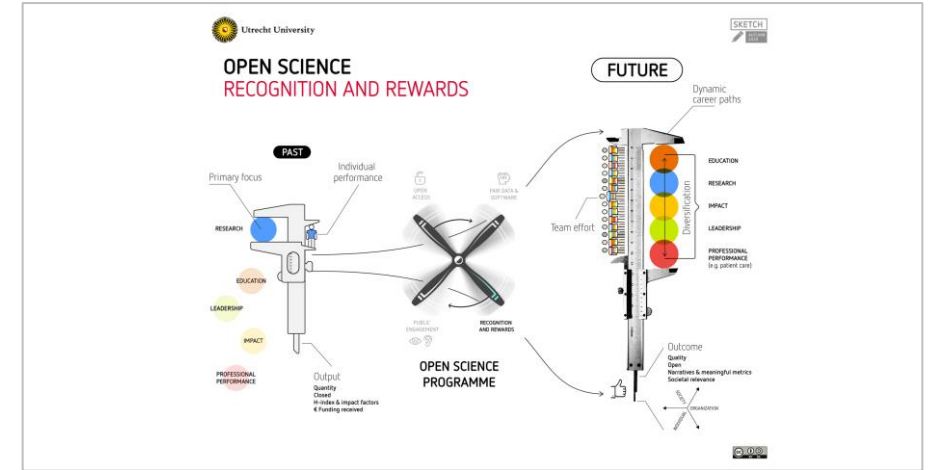 Utrecht University
SKETCH
OPEN SCIENCE
RECOGNITION AND REWARDS
PAST
Primary focus
Individual
performance
RESEARCH
EDUCATION
LEADERSHIP
IMPACT
PROFESSIONAL
PERFORMANCE
Output
Quantity
Closed
H-index & impact factors
€ Funding received
OPEN
ACCESS
FAIR DATA &
SOFTWARE
PUBLIC
ENGAGEMENT
RECOGNITION
AND REWARDS
OPEN SCIENCE
PROGRAMME
FUTURE
Dynamic
career paths
Team effort
Diversification
EDUCATION
RESEARCH
IMPACT
LEADERSHIP
PROFESSIONAL
PERFORMANCE
(e.g. patient care)
Outcome
Quality
Open
Narratives & meaningful metrics
Societal relevance
SOCIETY
ORGANIZATION
INDIVIDUAL